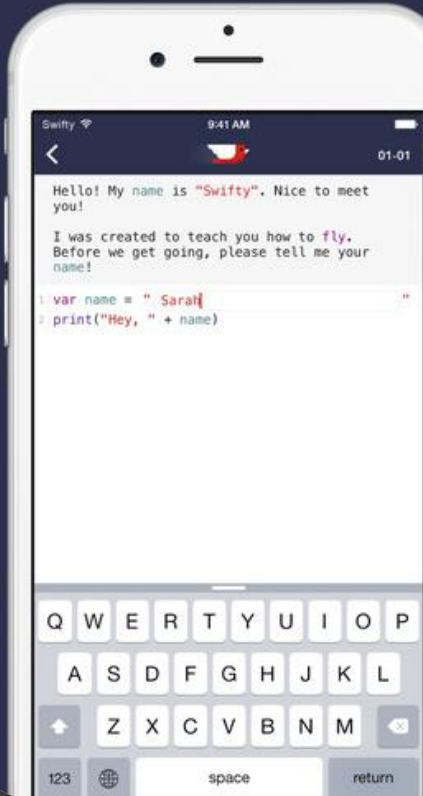 Swifty
9:41 AM
01-01
Hello! My name is "Swifty". Nice to meet
you!
I was created to teach you how to fly.
Before we get going, please tell me your
name!
1 var name = " Sarah "
2 print("Hey, " + name)
Q W E R T Y U I O P
A S D F G H J K L
Z X C V B N M
123 space return